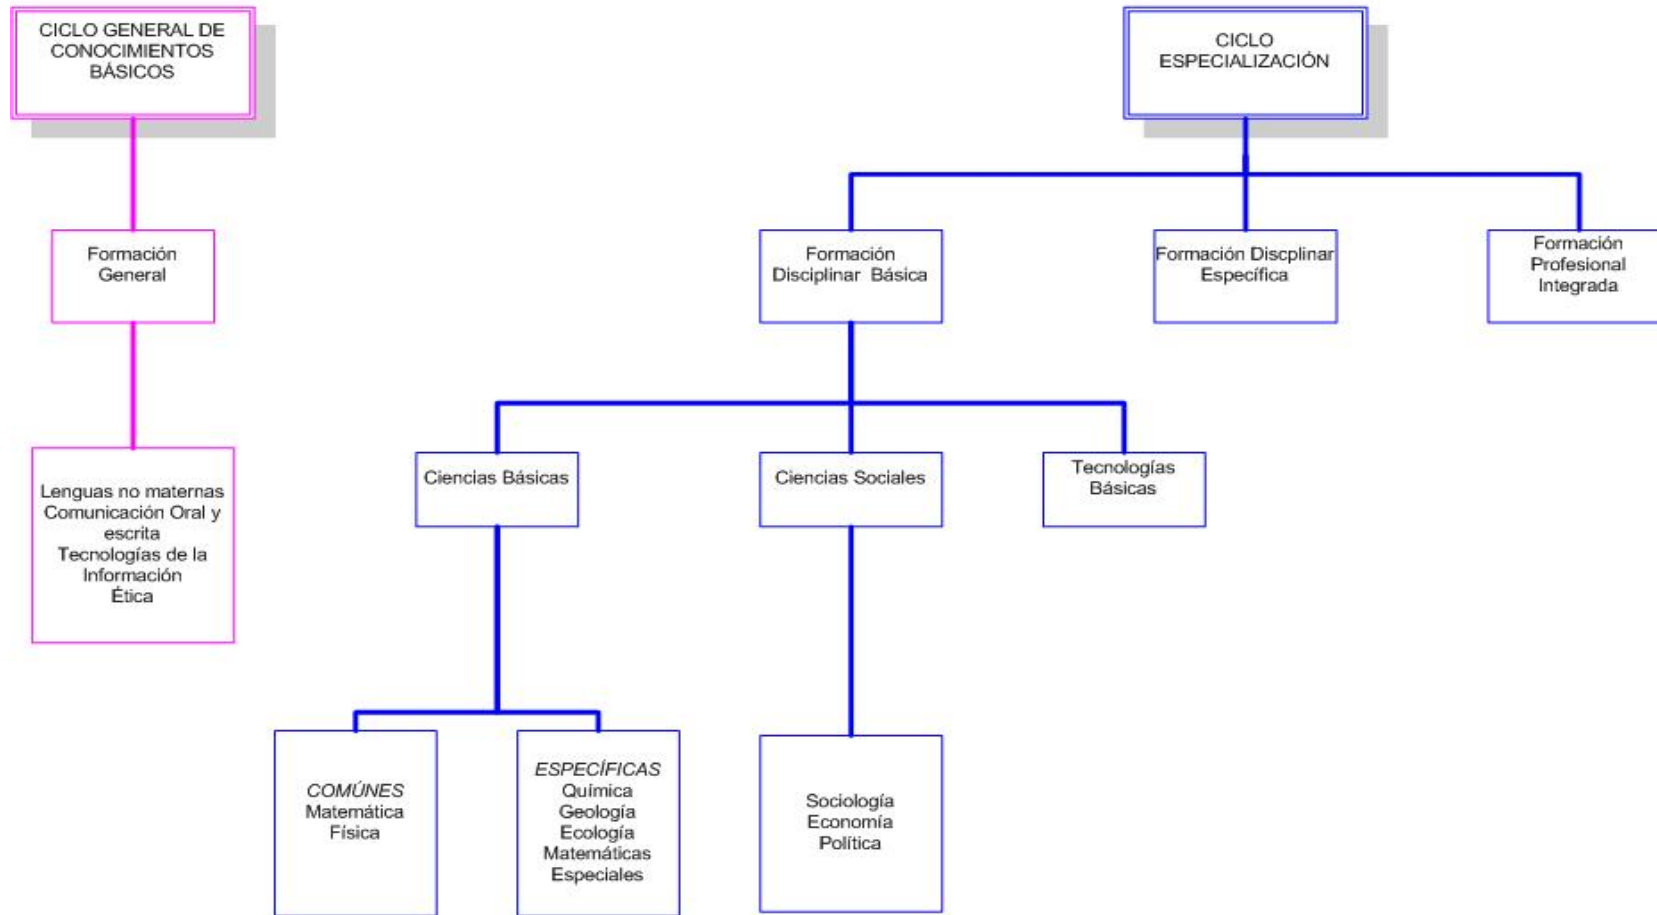 CICLO GENERAL DE
CONOCIMIENTOS
BÁSICOS
CICLO
ESPECIALIZACIÓN
Formación
General
Formación
Disciplinar Básica
Formación Discplinar
Específica
Formación
Profesional
Integrada
Lenguas no maternas
Comunicación Oral y
escrita
Tecnologías de la
Información
Ética
Ciencias Básicas
Ciencias Sociales
Tecnologías
Básicas
COMÚNES
Matemática
Física
ESPECÍFICAS
Química
Geología
Ecología
Matemáticas
Especiales
Sociología
Economía
Política